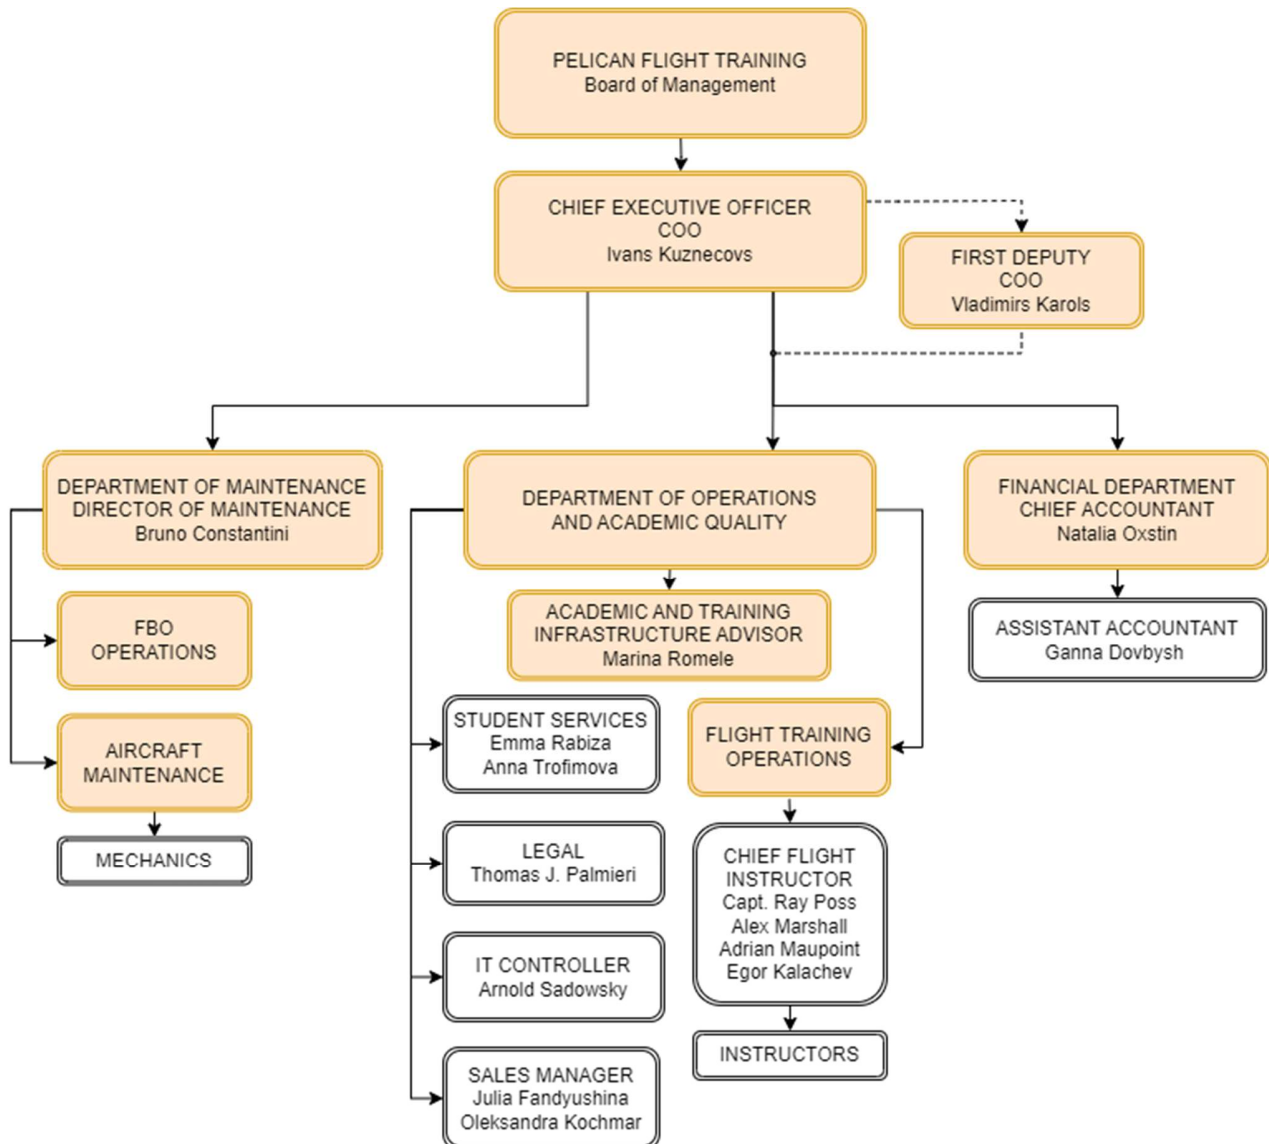 PELICAN FLIGHT TRAINING
Board of Management
CHIEF EXECUTIVE OFFICER
COO
Ivans Kuznecovs
FIRST DEPUTY
COO
Vladimirs Karols
DEPARTMENT OF MAINTENANCE
DIRECTOR OF MAINTENANCE
Bruno Constantini
FBO
OPERATIONS
AIRCRAFT
MAINTENANCE
MECHANICS
DEPARTMENT OF OPERATIONS
AND ACADEMIC QUALITY
ACADEMIC AND TRAINING
INFRASTRUCTURE ADVISOR
Marina Romele
STUDENT SERVICES
Emma Rabiza
Anna Trofimova
LEGAL
Thomas J. Palmieri
IT CONTROLLER
Arnold Sadowsky
SALES MANAGER
Julia Fandyushina
Oleksandra Kochmar
FLIGHT TRAINING
OPERATIONS
CHIEF FLIGHT
INSTRUCTOR
Capt. Ray Poss
Alex Marshall
Adrian Maupoint
Egor Kalachev
INSTRUCTORS
FINANCIAL DEPARTMENT
CHIEF ACCOUNTANT
Natalia Oxstin
ASSISTANT ACCOUNTANT
Ganna Dovbysh